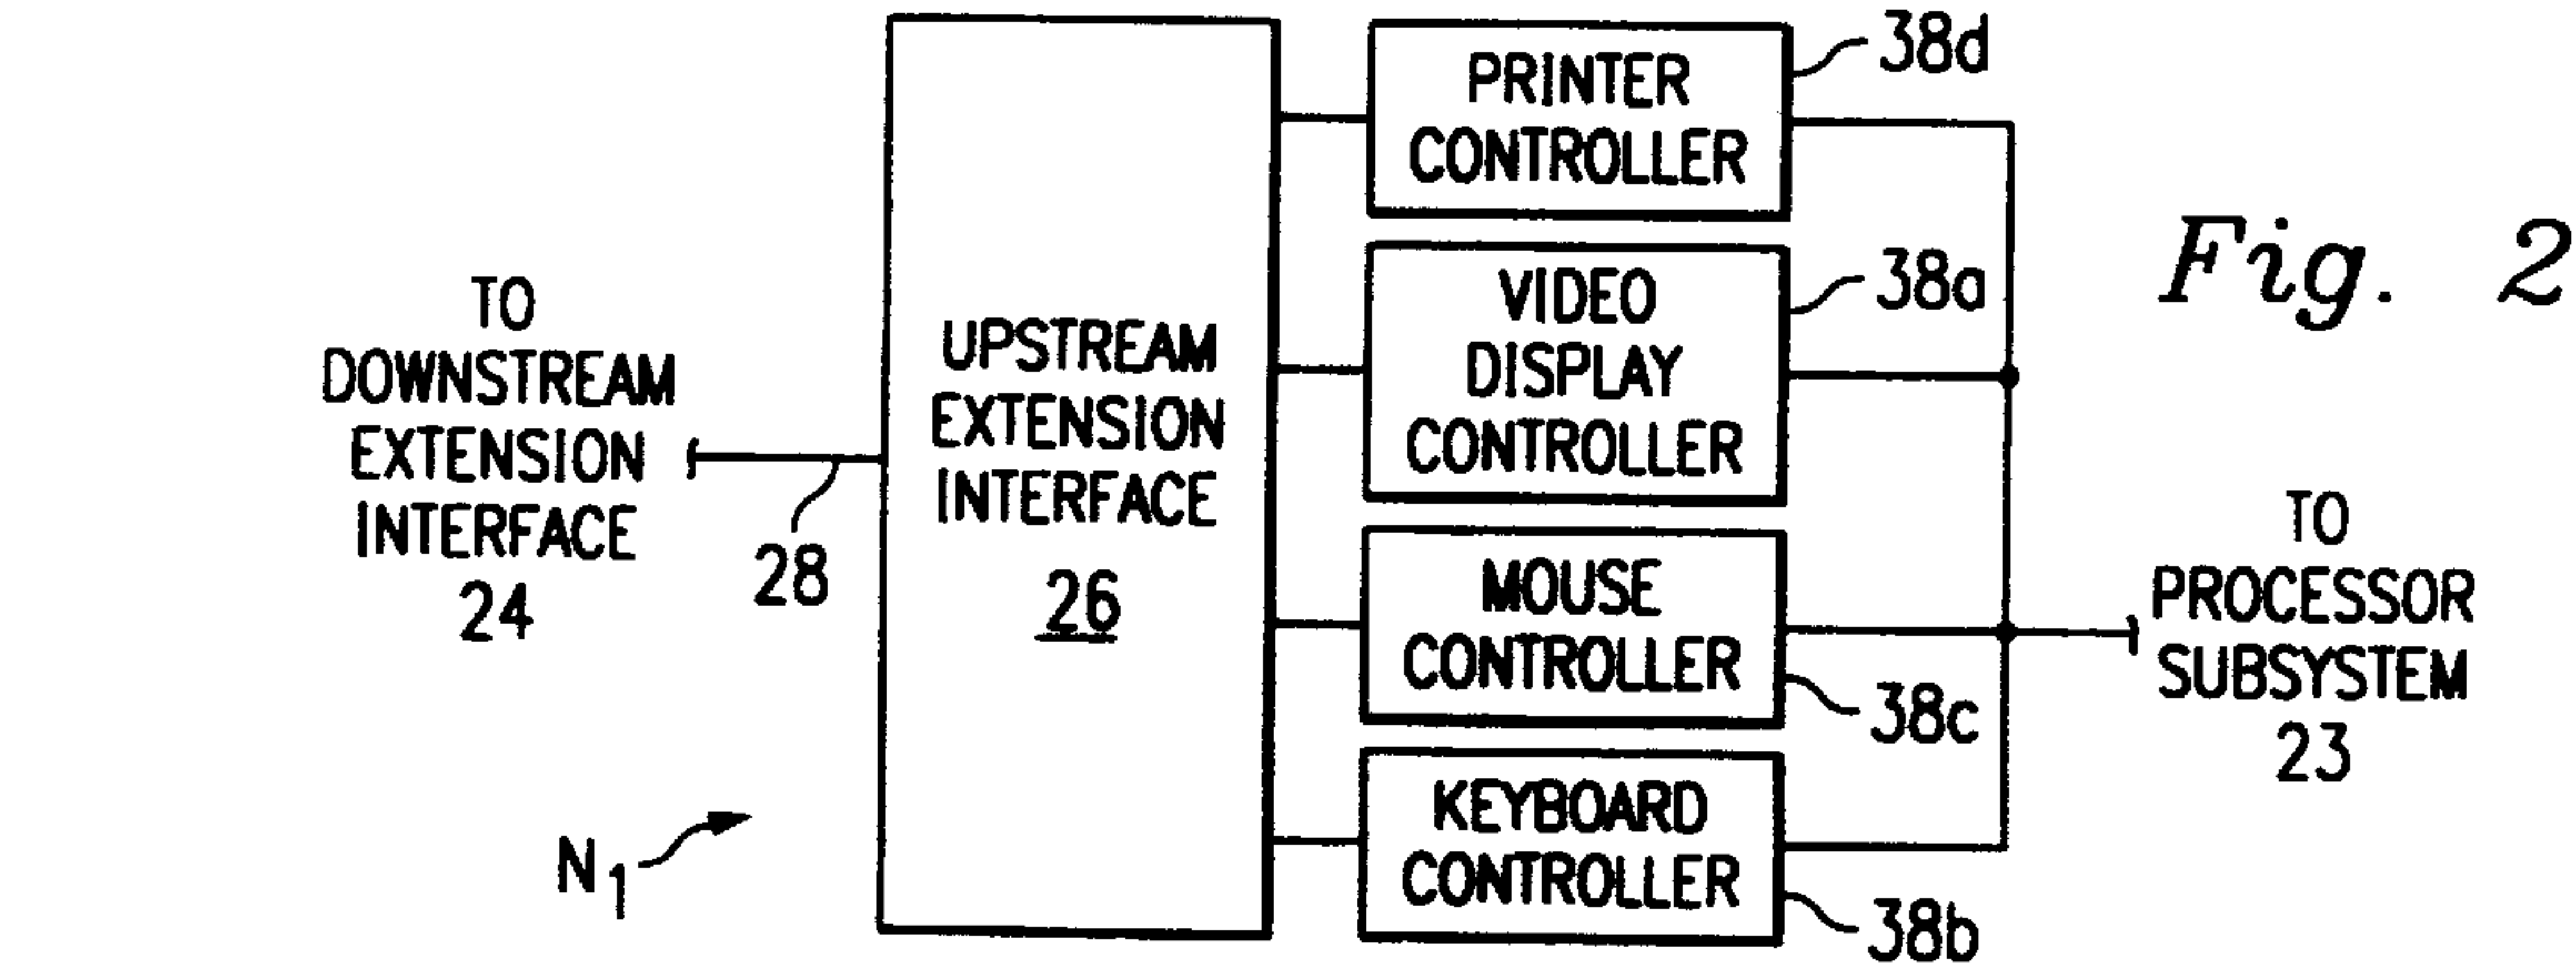 TO
DOWNSTREAM
EXTENSION
INTERFACE
24
28
N1
UPSTREAM
EXTENSION
INTERFACE
26
PRINTER
CONTROLLER
38d
VIDEO
DISPLAY
CONTROLLER
38a
MOUSE
CONTROLLER
38c
KEYBOARD
CONTROLLER
38b
TO
PROCESSOR
SUBSYSTEM
23
Fig. 2